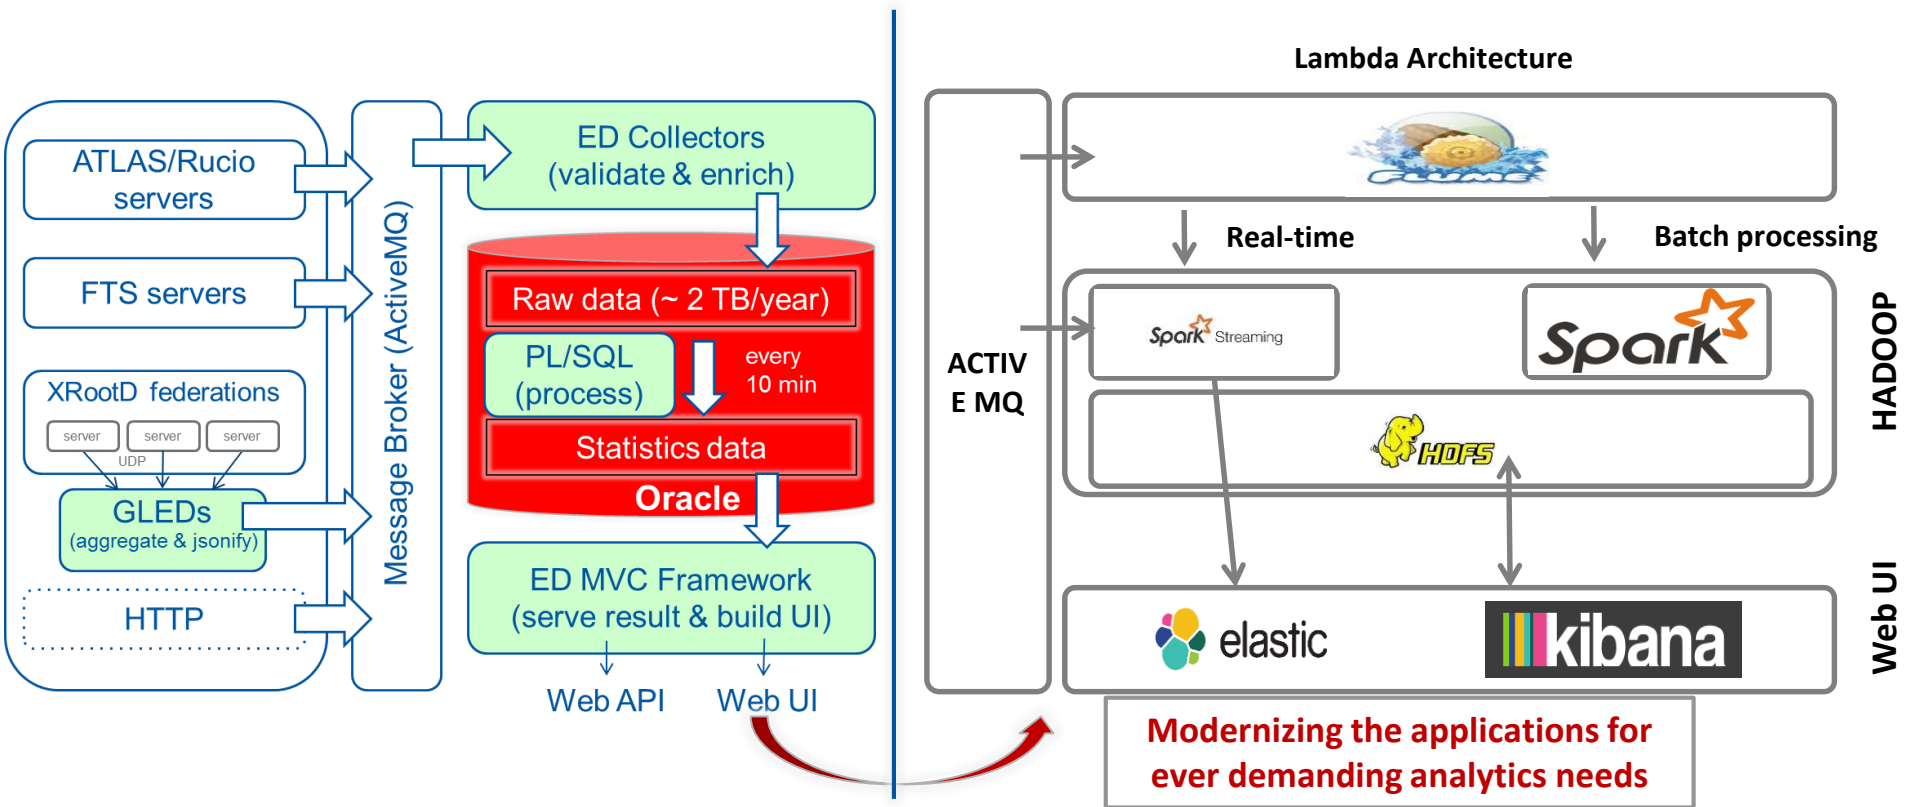 ATLAS/Rucio
servers
FTS servers
XRootD federations
server
server
server
UDP
GLEDs
(aggregate & jsonify)
HTTP
Message Broker (ActiveMQ)
ED Collectors
(validate & enrich)
Raw data (~ 2 TB/year)
PL/SQL
(process)
every
10 min
Statistics data
Oracle
ED MVC Framework
(serve result & build UI)
Web API
Web UI
Lambda Architecture
ACTIV
E MQ
FLUME
Real-time
Batch processing
Spark Streaming
Spark
HDFS
HADOOP
elastic
kibana
Web UI
Modernizing the applications for
ever demanding analytics needs